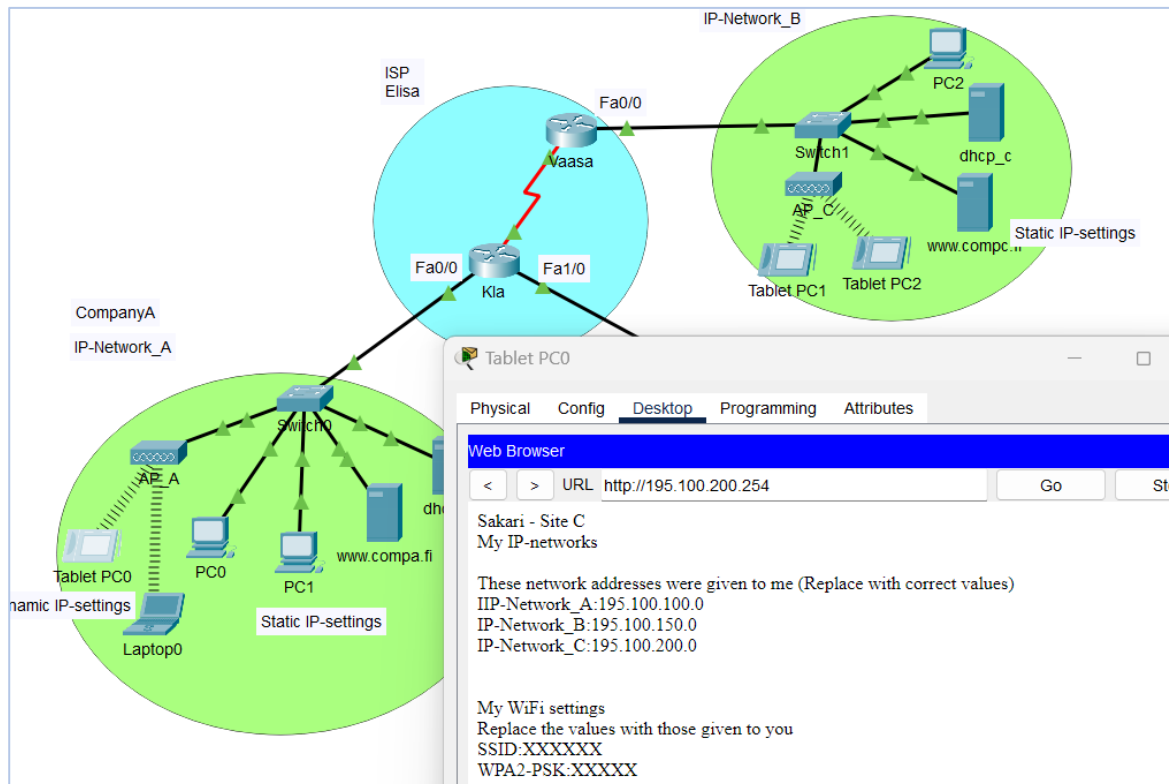 IP-Network_B
PC2
ISP
Elisa
Fa0/0
Vaasa
Switch1
dhcp_c
AP_C
www.compc.fi
Static IP-settings
Tablet PC1
Tablet PC2
Fa0/0
Fa1/0
Kla
CompanyA
IP-Network_A
Switch0
AP_A
dhc
www.compa.fi
PC0
Tablet PC0
PC1
namic IP-settings
Static IP-settings
Laptop0
Tablet PC0
Physical Config Desktop Programming Attributes
Web Browser
< > URL http://195.100.200.254 Go Sto
Sakari - Site C
My IP-networks
These network addresses were given to me (Replace with correct values)
IIP-Network_A:195.100.100.0
IP-Network_B:195.100.150.0
IP-Network_C:195.100.200.0
My WiFi settings
Replace the values with those given to you
SSID:XXXXXX
WPA2-PSK:XXXXX